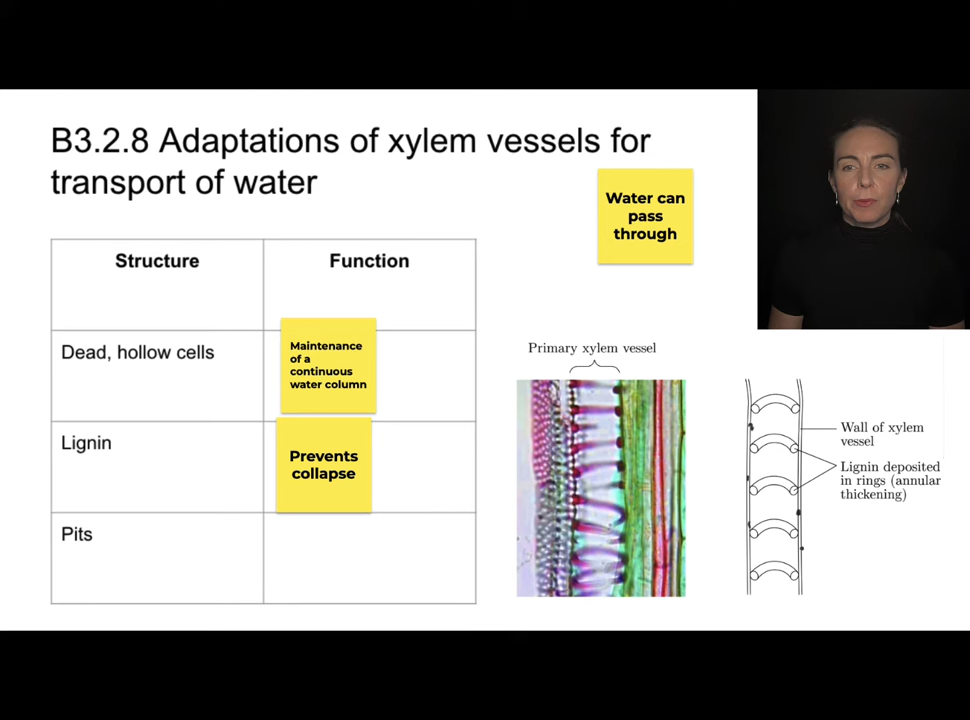 B3.2.8 Adaptations of xylem vessels for
transport of water
Water can
pass
through
Structure
Function
Dead, hollow cells
Maintenance
of a
continuous
water column
Lignin
Prevents
collapse
Pits
Primary xylem vessel
Wall of xylem
vessel
Lignin deposited
in rings (annular
thickening)